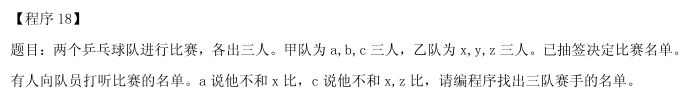 【程序 18】
题目：两个乒乓球队进行比赛，各出三人。甲队为 a,b,c 三人，乙队为 x,y,z 三人。已抽签决定比赛名单。
有人向队员打听比赛的名单。a 说他不和 x 比，c 说他不和 x,z 比，请编程序找出三队赛手的名单。